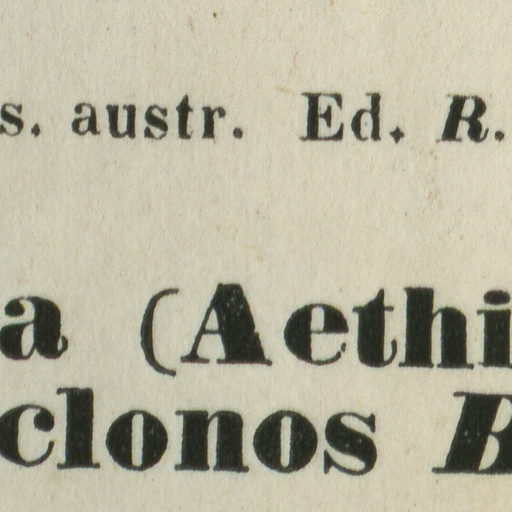 s. austr. Ed. R.
a (Aethi
clonos B